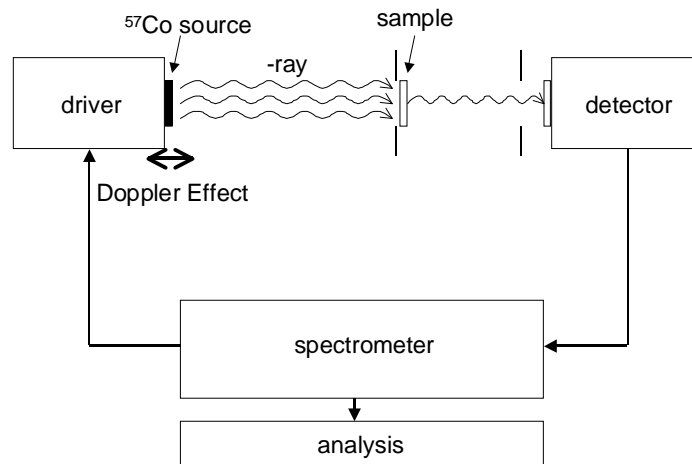 ⁵⁷Co source
sample
-ray
driver
detector
Doppler Effect
spectrometer
analysis